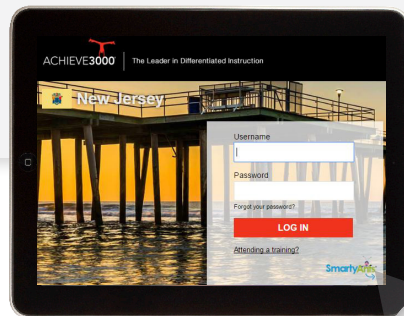 ACHIEVE3000
The Leader in Differentiated Instruction
New Jersey
Username
Password
Forgot your password?
LOG IN
Attending a training?
SmartyAnts